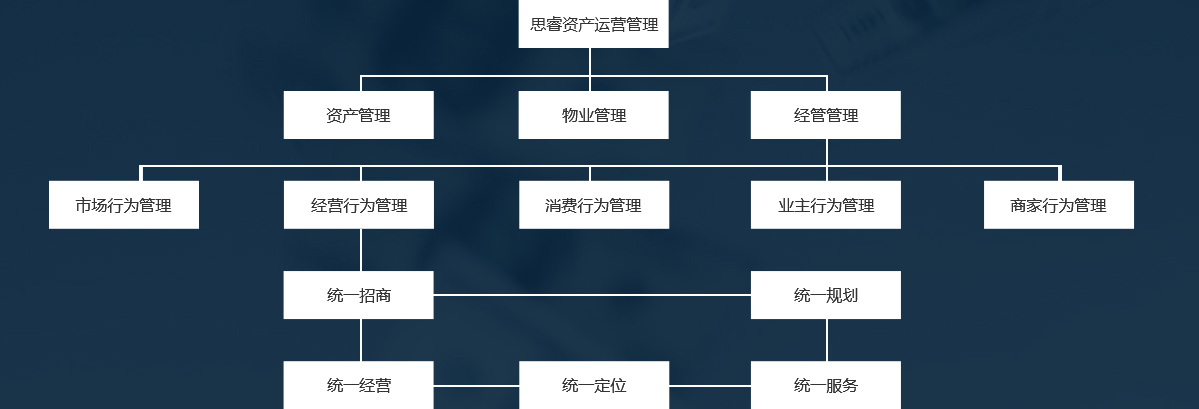 思睿资产运营管理
资产管理
物业管理
经管管理
市场行为管理
经营行为管理
消费行为管理
业主行为管理
商家行为管理
统一招商
统一规划
统一经营
统一定位
统一服务